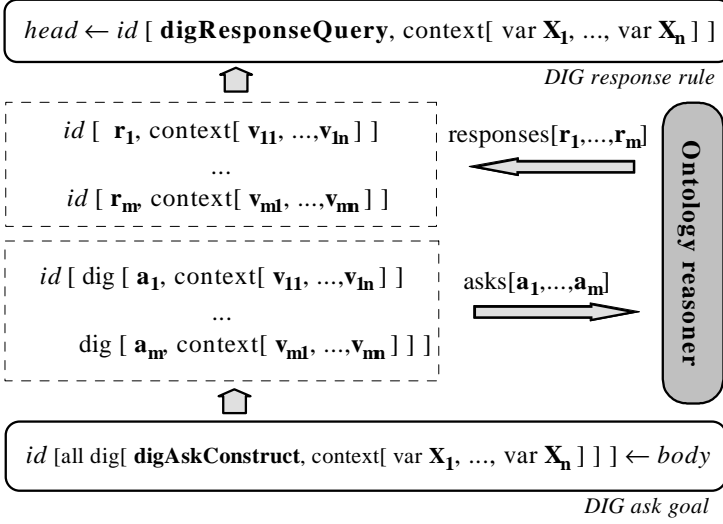 head ← id [ digResponseQuery, context[ var X1, ..., var Xn ] ]
DIG response rule
id [ r1, context[ v11, ...,v1n ] ]
...
id [ rm, context[ vm1, ...,vmn ] ]
responses[r1,...,rm]
Ontology reasoner
id [ dig [ a1, context[ v11, ...,v1n ] ]
...
dig [ am, context[ vm1, ...,vmn ] ] ]
asks[a1,...,am]
id [all dig[ digAskConstruct, context[ var X1, ..., var Xn ] ] ] ← body
DIG ask goal